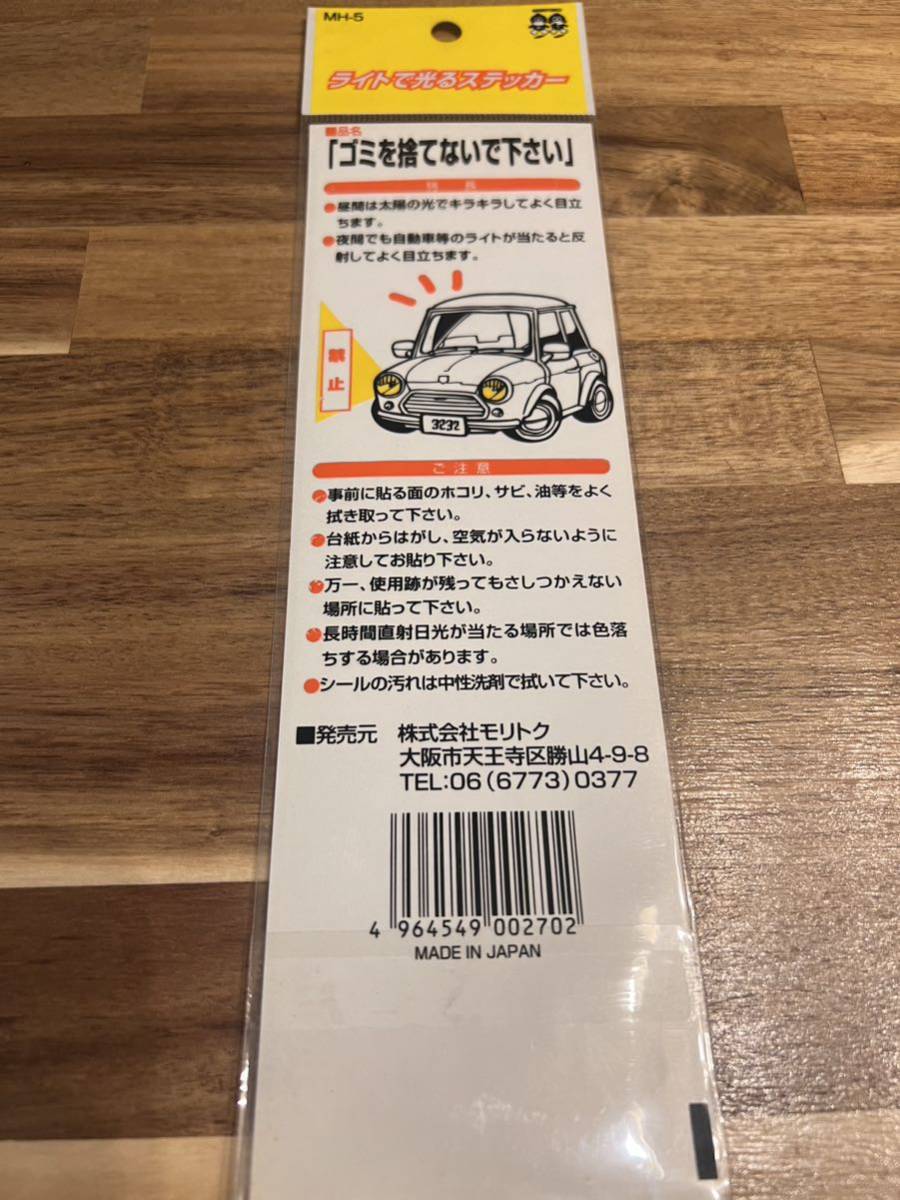 MH-5
ライトで光るステッカー
■品名
「ゴミを捨てないで下さい」
特長
●昼間は太陽の光でキラキラしてよく目立
ちます。
●夜間でも自動車等のライトが当たると反
射してよく目立ちます。
禁止
3232
ご注意
●事前に貼る面のホコリ、サビ、油等をよく
拭き取って下さい。
●台紙からはがし、空気が入らないように
注意してお貼り下さい。
●万一、使用跡が残ってもさしつかえない
場所に貼って下さい。
●長時間直射日光が当たる場所では色落
ちする場合があります。
●シールの汚れは中性洗剤で拭いて下さい。
■発売元 株式会社モリトク
大阪市天王寺区勝山4-9-8
TEL:06(6773)0377
4 964549 002702
MADE IN JAPAN